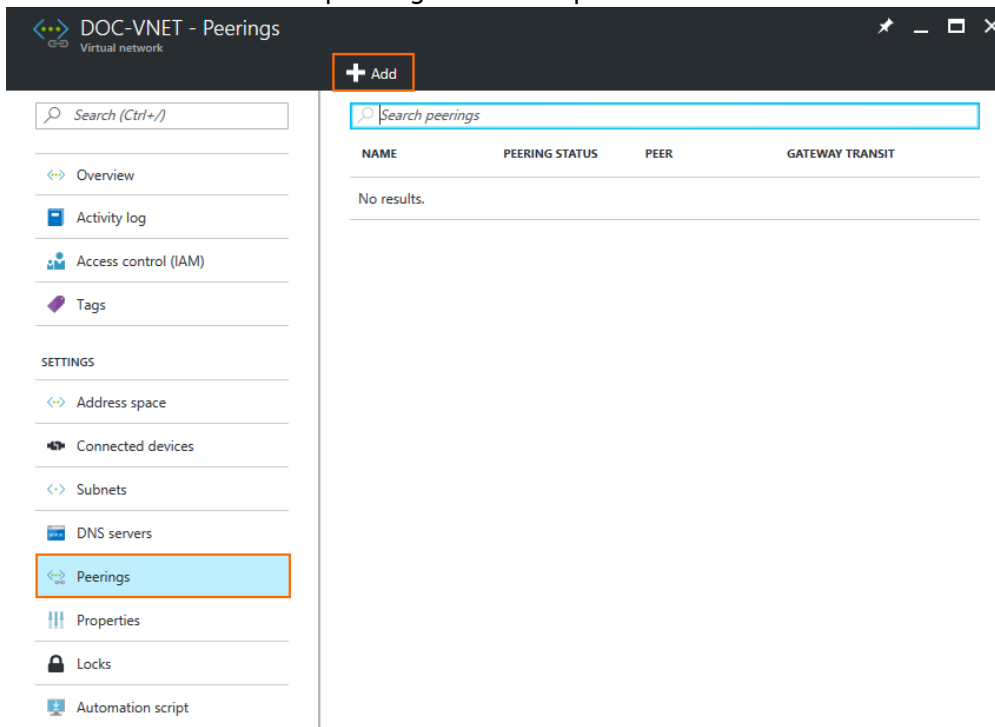 DOC-VNET - Peerings
Virtual network
Add
Search (Ctrl+/)
Overview
Activity log
Access control (IAM)
Tags
SETTINGS
Address space
Connected devices
Subnets
DNS servers
Peerings
Properties
Locks
Automation script
Search peerings
NAME PEERING STATUS PEER GATEWAY TRANSIT
No results.